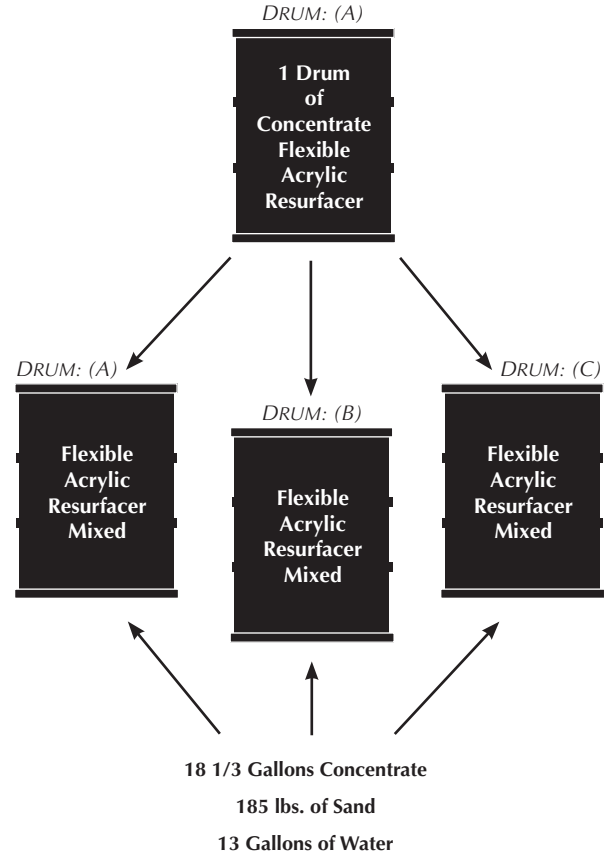 DRUM: (A)
1 Drum
of
Concentrate
Flexible
Acrylic
Resurfacer
DRUM: (A)
Flexible
Acrylic
Resurfacer
Mixed
DRUM: (B)
Flexible
Acrylic
Resurfacer
Mixed
DRUM: (C)
Flexible
Acrylic
Resurfacer
Mixed
18 1/3 Gallons Concentrate
185 lbs. of Sand
13 Gallons of Water